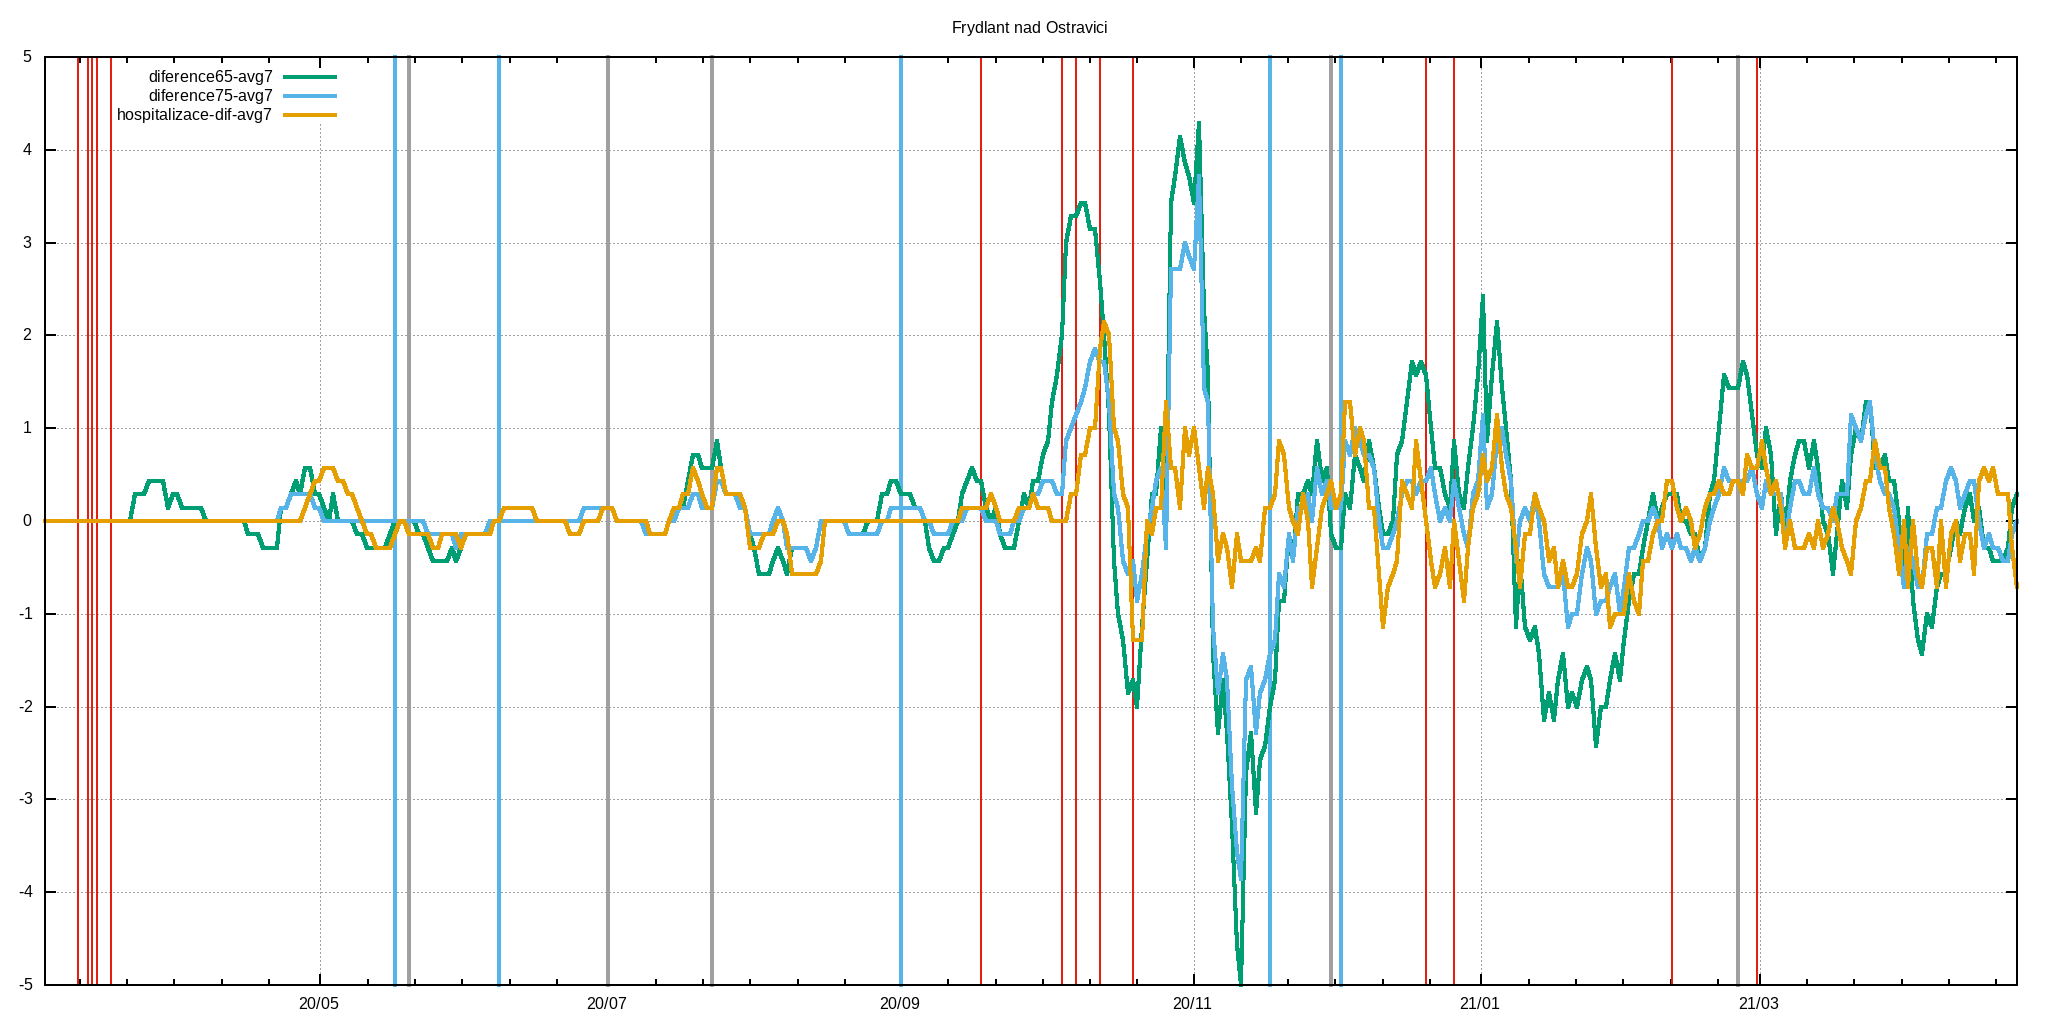 Frydlant nad Ostravici
5
diference65-avg7
diference75-avg7
hospitalizace-dif-avg7
4
3
2
1
0
-1
-2
-3
-4
-5
20/05 20/07 20/09 20/11 21/01 21/03